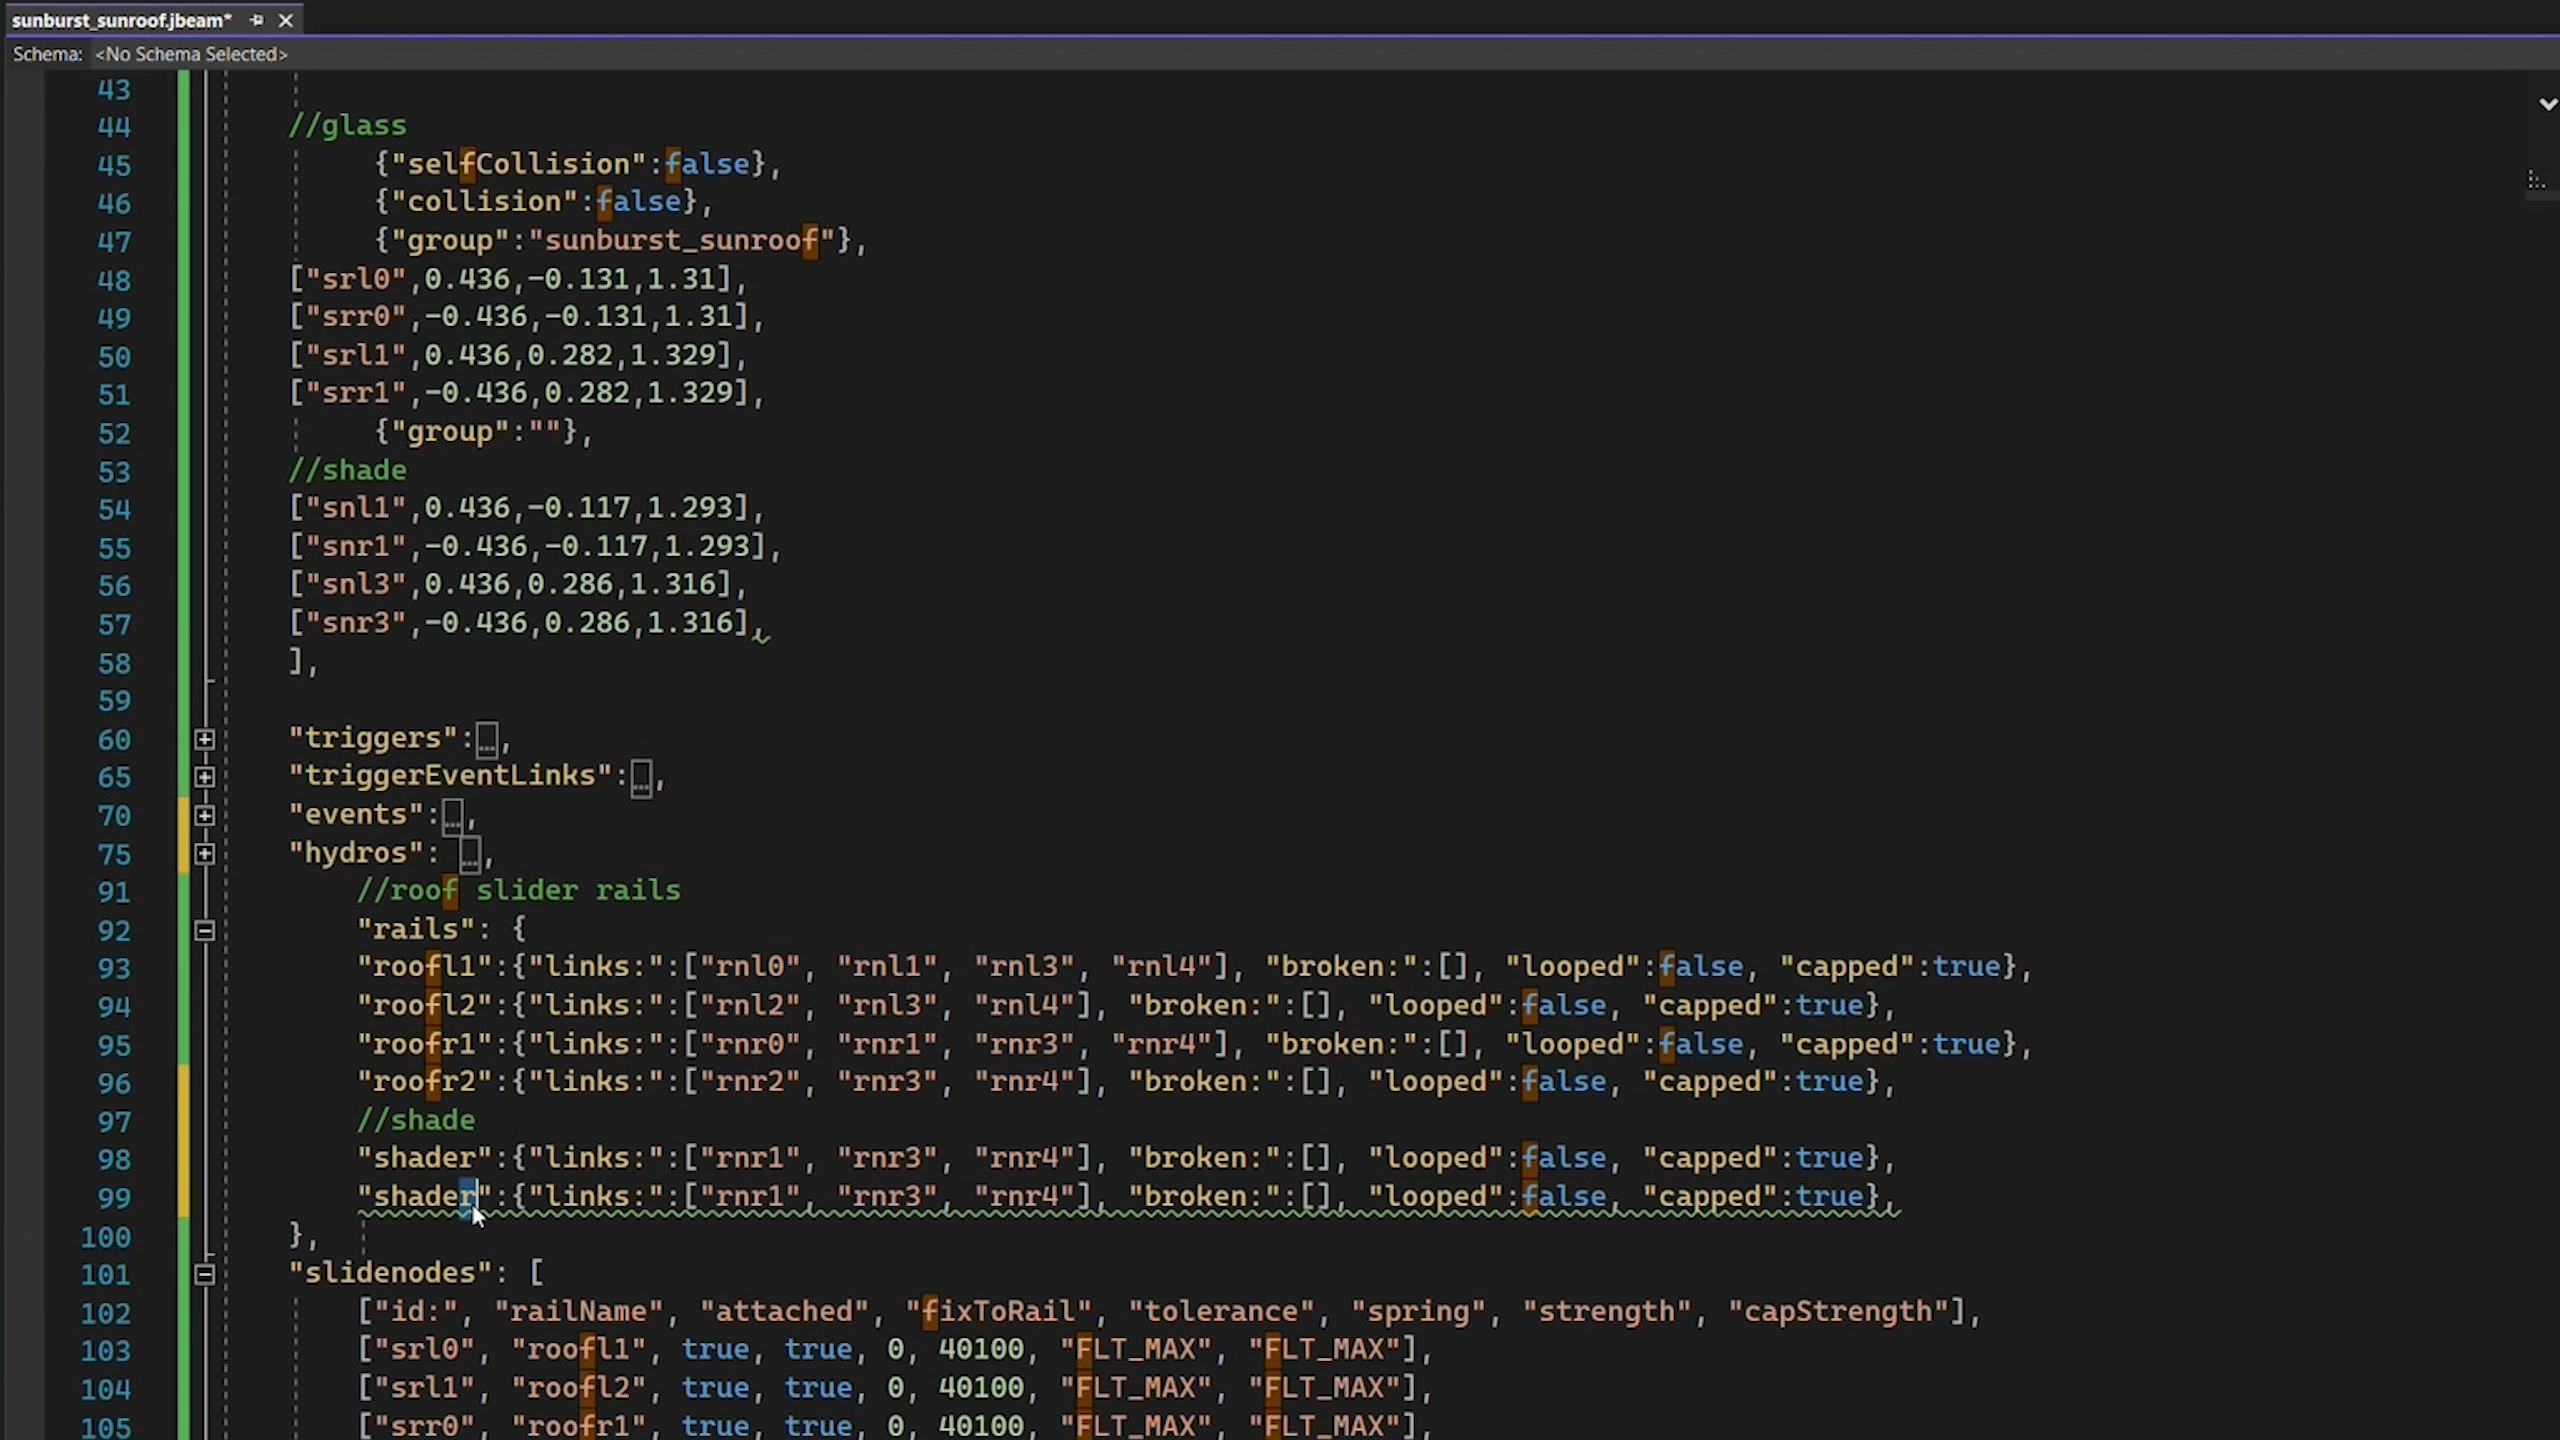 sunburst_sunroof.jbeam*
Schema: <No Schema Selected>
43
44 //glass
45 {"selfCollision":false},
46 {"collision":false},
47 {"group":"sunburst_sunroof"},
48 ["srl0",0.436,-0.131,1.31],
49 ["srr0",-0.436,-0.131,1.31],
50 ["srl1",0.436,0.282,1.329],
51 ["srr1",-0.436,0.282,1.329],
52 {"group":""},
53 //shade
54 ["snl1",0.436,-0.117,1.293],
55 ["snr1",-0.436,-0.117,1.293],
56 ["snl3",0.436,0.286,1.316],
57 ["snr3",-0.436,0.286,1.316],
58 ],
59
60 "triggers":...,
65 "triggerEventLinks":...,
70 "events":...,
75 "hydros": ...,
91 //roof slider rails
92 "rails": {
93 "roofl1":{"links:":["rnl0", "rnl1", "rnl3", "rnl4"], "broken:":[], "looped":false, "capped":true},
94 "roofl2":{"links:":["rnl2", "rnl3", "rnl4"], "broken:":[], "looped":false, "capped":true},
95 "roofr1":{"links:":["rnr0", "rnr1", "rnr3", "rnr4"], "broken:":[], "looped":false, "capped":true},
96 "roofr2":{"links:":["rnr2", "rnr3", "rnr4"], "broken:":[], "looped":false, "capped":true},
97 //shade
98 "shader":{"links:":["rnr1", "rnr3", "rnr4"], "broken:":[], "looped":false, "capped":true},
99 "shader":{"links:":["rnr1", "rnr3", "rnr4"], "broken:":[], "looped":false, "capped":true},
100 },
101 "slidenodes": [
102 ["id:", "railName", "attached", "fixToRail", "tolerance", "spring", "strength", "capStrength"],
103 ["srl0", "roofl1", true, true, 0, 40100, "FLT_MAX", "FLT_MAX"],
104 ["srl1", "roofl2", true, true, 0, 40100, "FLT_MAX", "FLT_MAX"],
105 ["srr0", "roofr1", true, true, 0, 40100, "FLT_MAX", "FLT_MAX"],